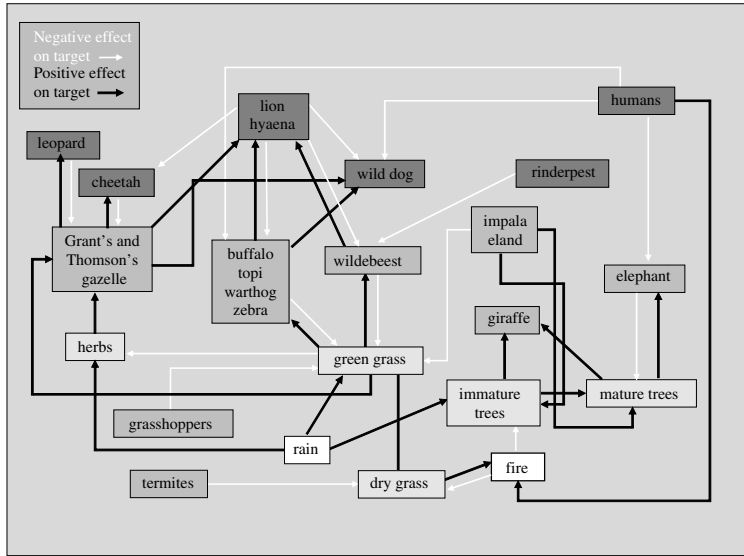 Negative effect
on target
Positive effect
on target
humans
lion
hyaena
leopard
cheetah
wild dog
rinderpest
Grant's and
Thomson's
gazelle
buffalo
topi
warthog
zebra
wildebeest
impala
eland
elephant
giraffe
herbs
green grass
immature
trees
mature trees
grasshoppers
rain
fire
termites
dry grass